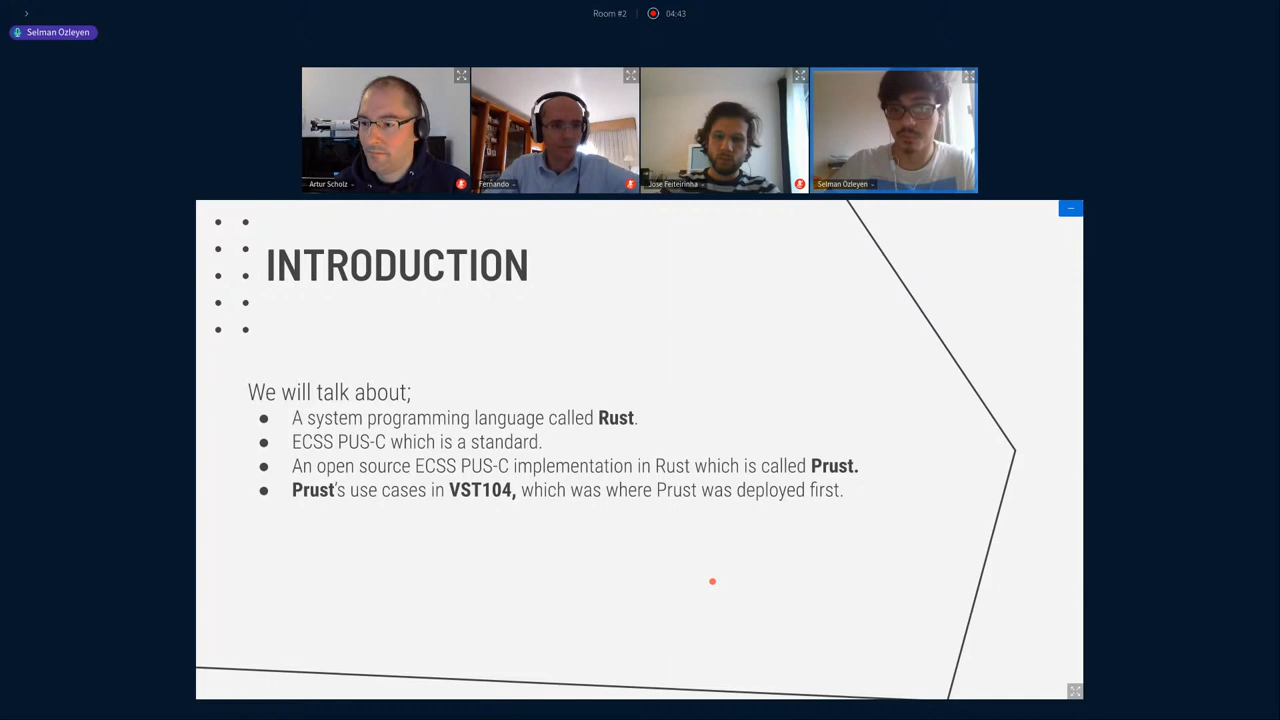 Room #2
04:43
Selman Ozleyen
Artur Scholz
Fernando
Jose Feiteirinha
Selman Ozleyen
INTRODUCTION
We will talk about;
● A system programming language called Rust.
● ECSS PUS-C which is a standard.
● An open source ECSS PUS-C implementation in Rust which is called Prust.
● Prust's use cases in VST104, which was where Prust was deployed first.